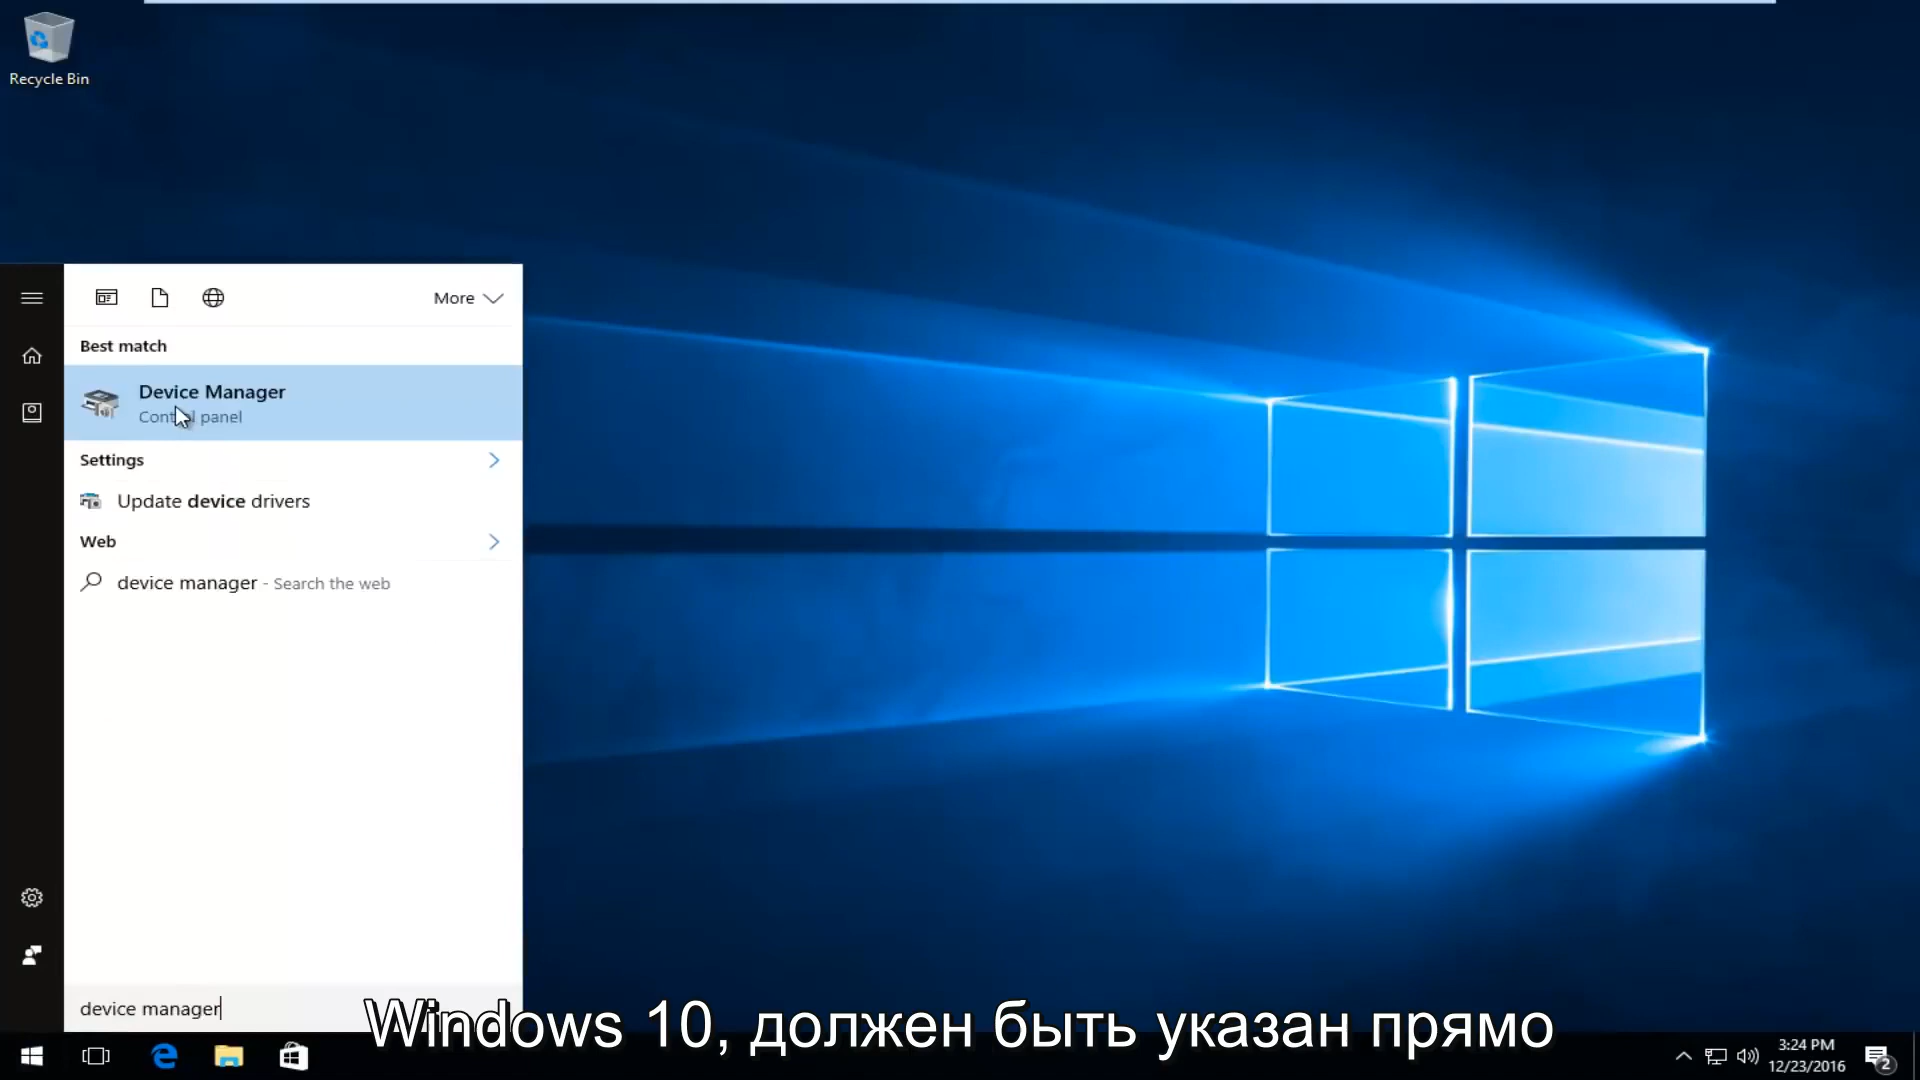 Recycle Bin
More
Best match
Device Manager
Control panel
Settings
Update device drivers
Web
device manager - Search the web
device manager
Windows 10, должен быть указан прямо
3:24 PM
12/23/2016
2